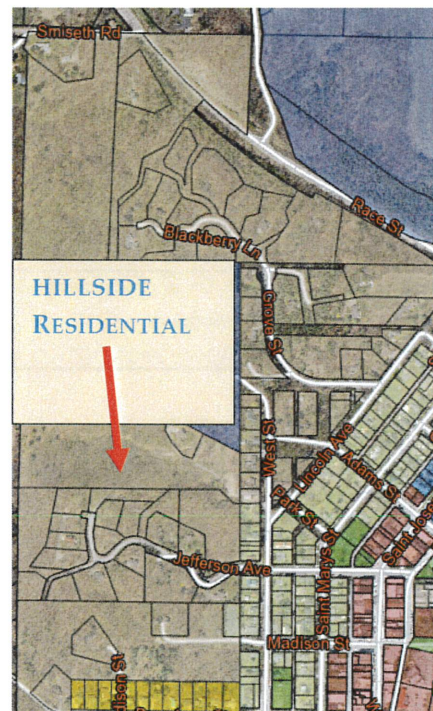 Smiseth Rd
Race St
Blackberry Ln
HILLSIDE
RESIDENTIAL
Grove St
West St
Lincoln Ave
Adams St
Park St
Saint Marys St
Jefferson Ave
Madison St